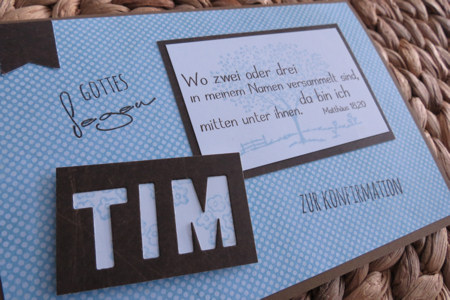 GOTTES
Segen
Wo zwei oder drei
in meinem Namen versammelt sind,
da bin ich
mitten unter ihnen.
Matthäus 18,20
TIM
ZUR KONFIRMATION